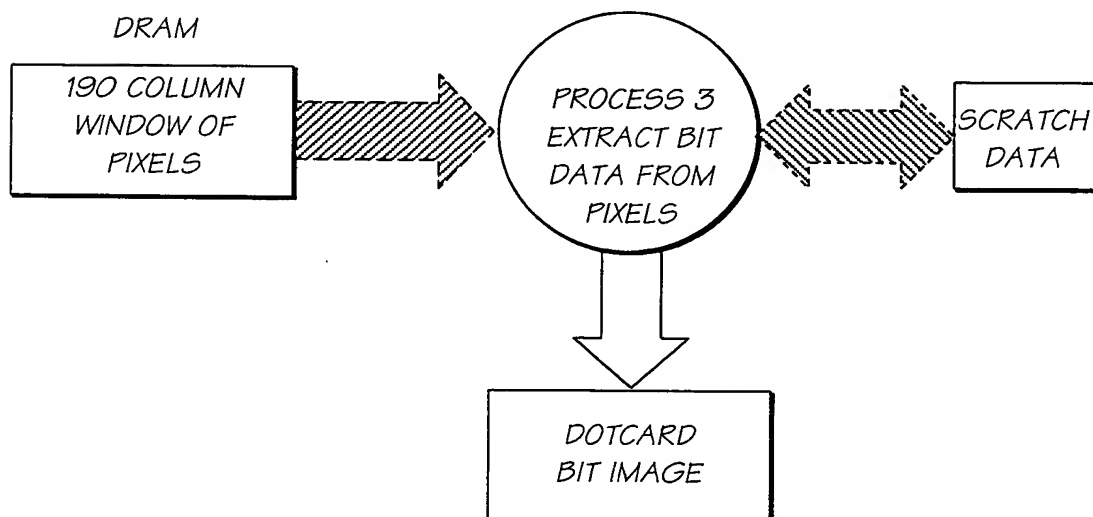 DRAM
190 COLUMN
WINDOW OF
PIXELS
PROCESS 3
EXTRACT BIT
DATA FROM
PIXELS
SCRATCH
DATA
DOTCARD
BIT IMAGE